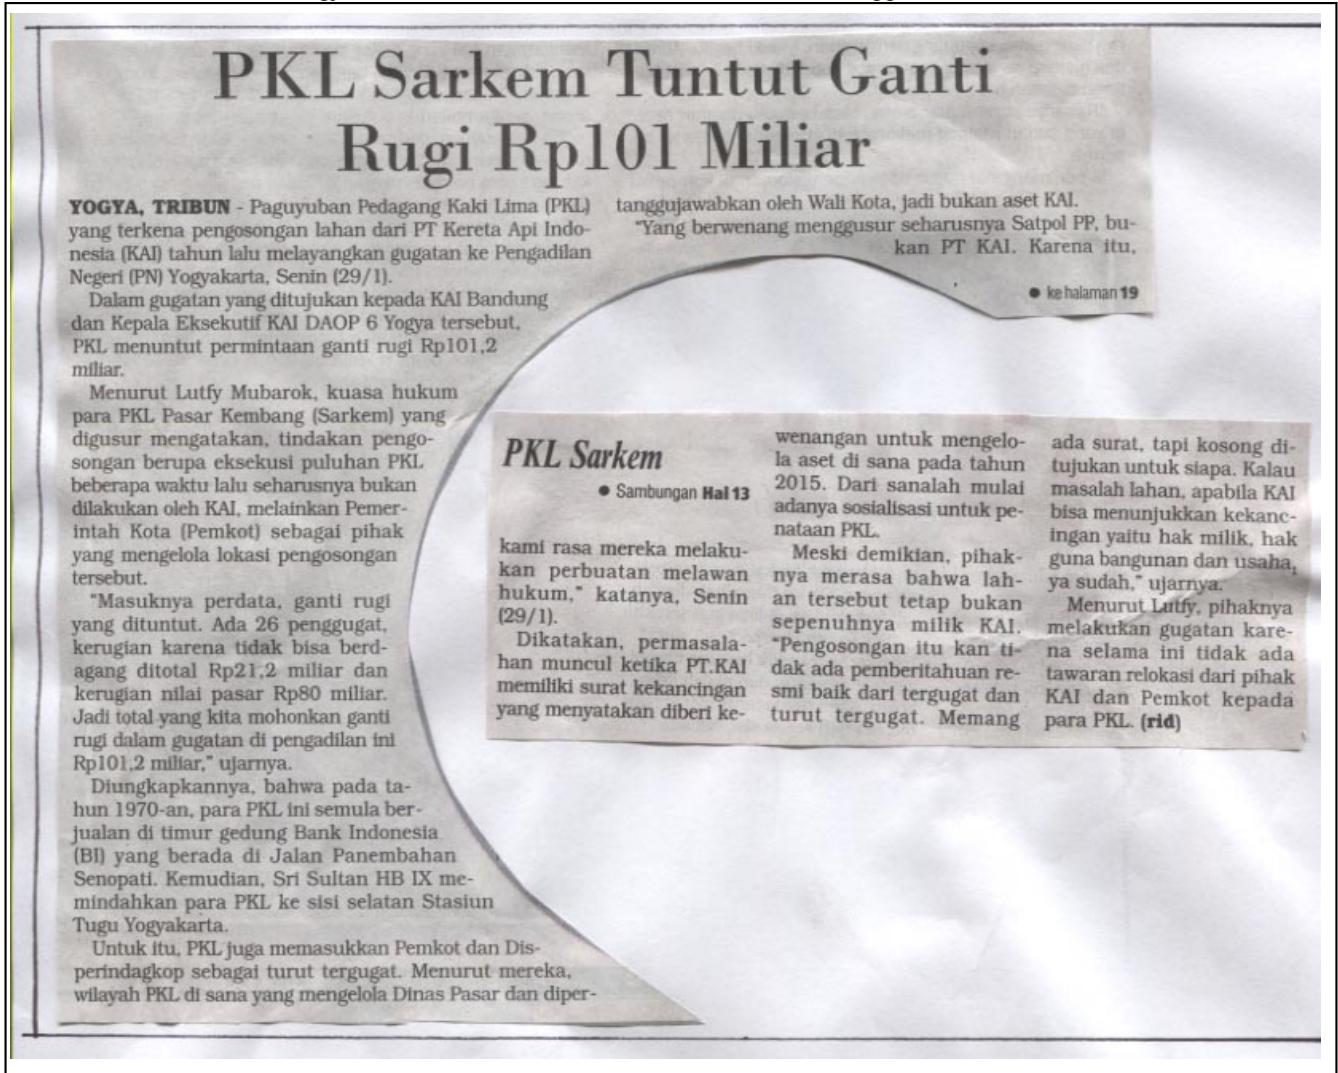 PKL Sarkem Tuntut Ganti
Rugi Rp101 Miliar
YOGYA, TRIBUN - Paguyuban Pedagang Kaki Lima (PKL)
yang terkena pengosongan lahan dari PT Kereta Api Indo-
nesia (KAI) tahun lalu melayangkan gugatan ke Pengadilan
Negeri (PN) Yogyakarta, Senin (29/1).
Dalam gugatan yang ditujukan kepada KAI Bandung
dan Kepala Eksekutif KAI DAOP 6 Yogya tersebut,
PKL menuntut permintaan ganti rugi Rp101,2
miliar.
Menurut Lutfy Mubarok, kuasa hukum
para PKL Pasar Kembang (Sarkem) yang
digusur mengatakan, tindakan pengo-
songan berupa eksekusi puluhan PKL
beberapa waktu lalu seharusnya bukan
dilakukan oleh KAI, melainkan Pemer-
intah Kota (Pemkot) sebagai pihak
yang mengelola lokasi pengosongan
tersebut.
"Masuknya perdata, ganti rugi
yang dituntut. Ada 26 penggugat,
kerugian karena tidak bisa berd-
agang ditotal Rp21,2 miliar dan
kerugian nilai pasar Rp80 miliar.
Jadi total yang kita mohonkan ganti
rugi dalam gugatan di pengadilan ini
Rp101,2 miliar," ujarnya.
Diungkapkannya, bahwa pada ta-
hun 1970-an, para PKL ini semula ber-
jualan di timur gedung Bank Indonesia
(BI) yang berada di Jalan Panembahan
Senopati. Kemudian, Sri Sultan HB IX me-
mindahkan para PKL ke sisi selatan Stasiun
Tugu Yogyakarta.
Untuk itu, PKL juga memasukkan Pemkot dan Dis-
perindagkop sebagai turut tergugat. Menurut mereka,
wilayah PKL di sana yang mengelola Dinas Pasar dan diper-
tanggujawabkan oleh Wali Kota, jadi bukan aset KAI.
"Yang berwenang menggusur seharusnya Satpol PP, bu-
kan PT KAI. Karena itu,
● ke halaman 19
PKL Sarkem
● Sambungan Hal 13
kami rasa mereka melaku-
kan perbuatan melawan
hukum," katanya, Senin
(29/1).
Dikatakan, permasala-
han muncul ketika PT.KAI
memiliki surat kekancingan
yang menyatakan diberi ke-
wenangan untuk mengelo-
la aset di sana pada tahun
2015. Dari sanalah mulai
adanya sosialisasi untuk pe-
nataan PKL.
Meski demikian, pihak-
nya merasa bahwa lah-
an tersebut tetap bukan
sepenuhnya milik KAI.
"Pengosongan itu kan ti-
dak ada pemberitahuan re-
smi baik dari tergugat dan
turut tergugat. Memang
ada surat, tapi kosong di-
tujukan untuk siapa. Kalau
masalah lahan, apabila KAI
bisa menunjukkan kekanc-
ingan yaitu hak milik, hak
guna bangunan dan usaha,
ya sudah," ujarnya.
Menurut Lutfy, pihaknya
melakukan gugatan kare-
na selama ini tidak ada
tawaran relokasi dari pihak
KAI dan Pemkot kepada
para PKL. (rid)